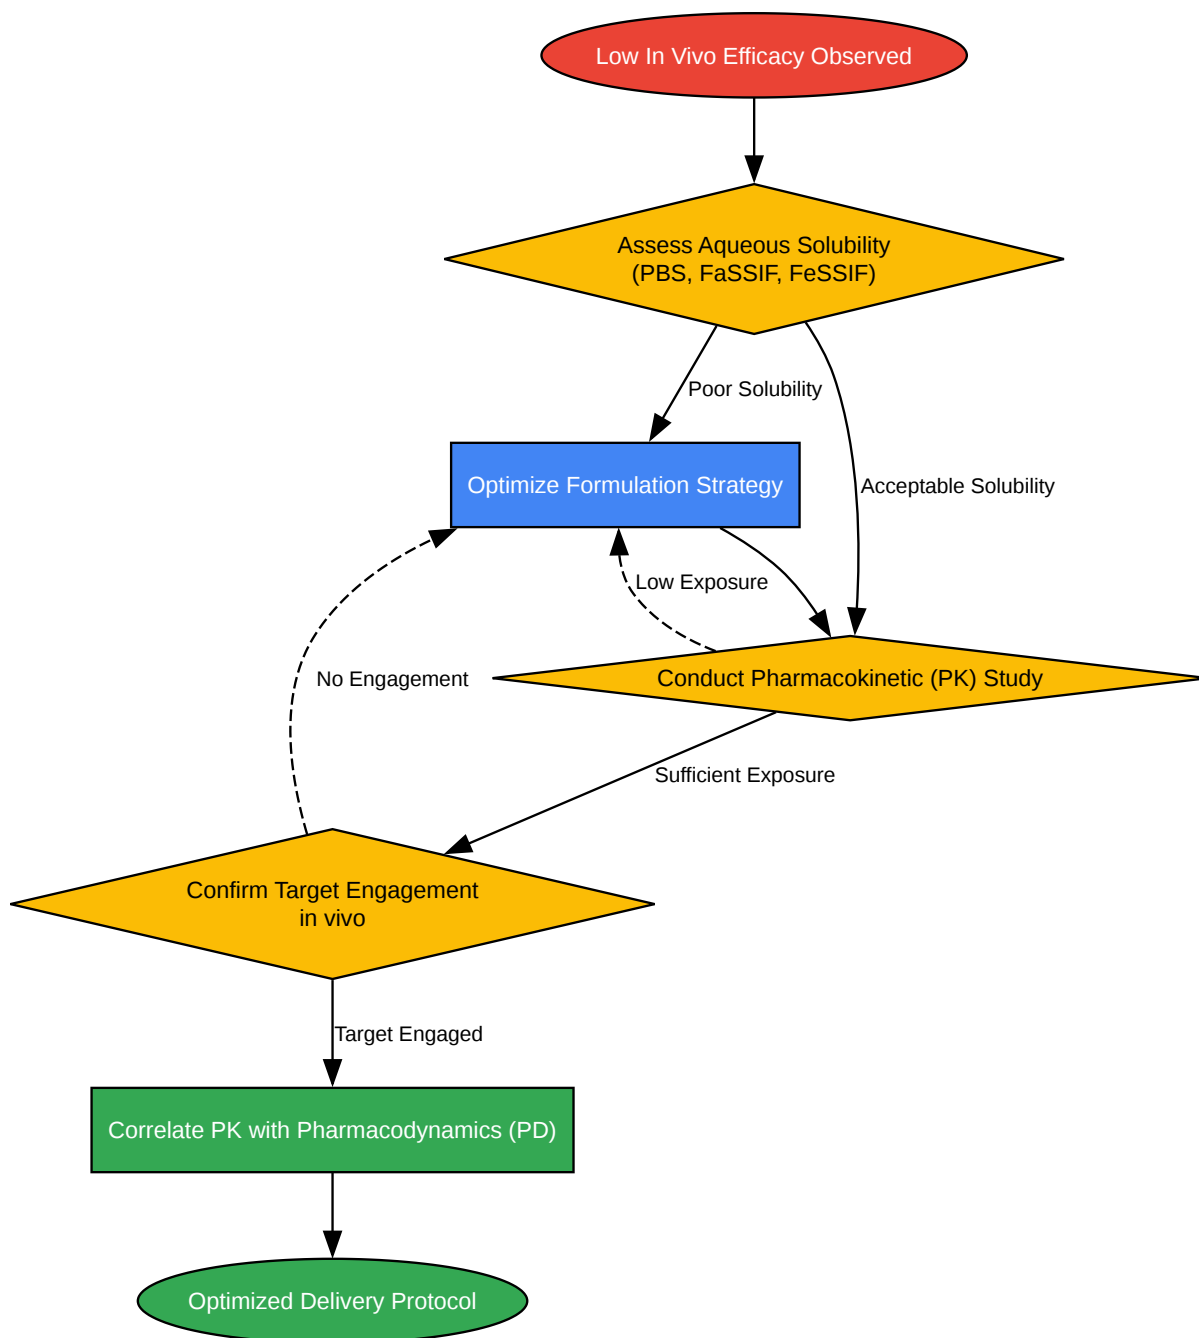 Low In Vivo Efficacy Observed
Assess Aqueous Solubility
(PBS, FaSSIF, FeSSIF)
Poor Solubility
Optimize Formulation Strategy
Acceptable Solubility
Low Exposure
No Engagement
Conduct Pharmacokinetic (PK) Study
Sufficient Exposure
Confirm Target Engagement
in vivo
Target Engaged
Correlate PK with Pharmacodynamics (PD)
Optimized Delivery Protocol